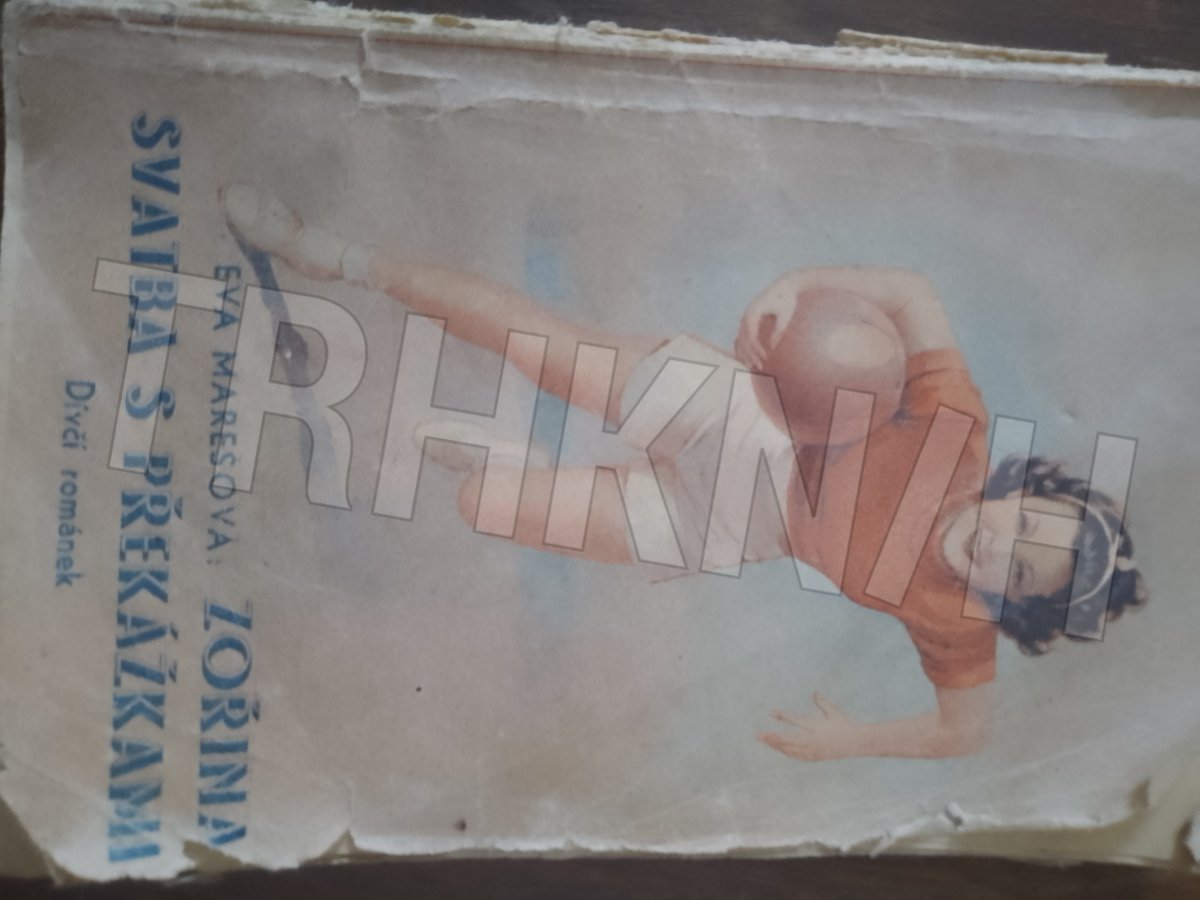 EVA MAREŠOVÁ: ZOŘINA
SVATBA S PŘEKÁŽKAMI
Dívčí románek
TRHKNIH